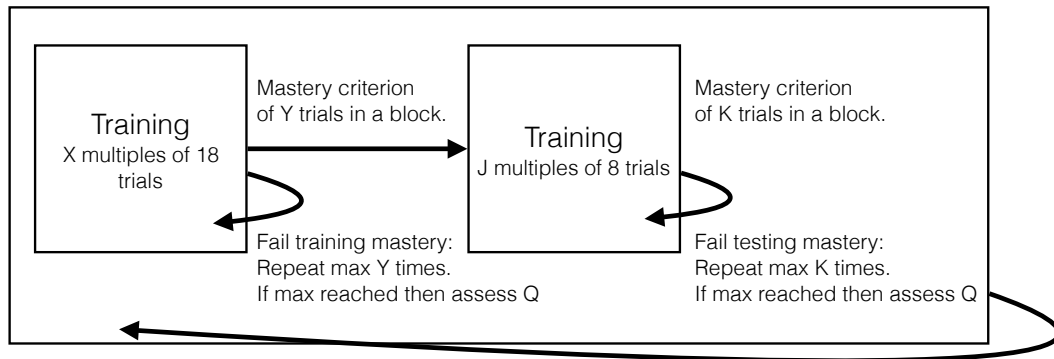 Training
X multiples of 18
trials
Mastery criterion
of Y trials in a block.
Fail training mastery:
Repeat max Y times.
If max reached then assess Q
Training
J multiples of 8 trials
Mastery criterion
of K trials in a block.
Fail testing mastery:
Repeat max K times.
If max reached then assess Q